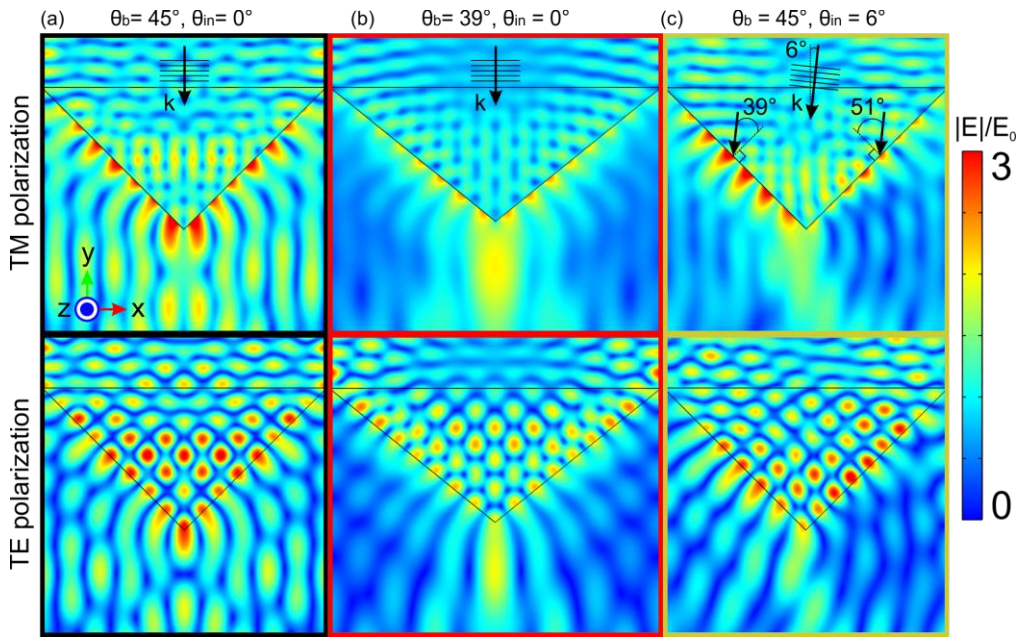 (a) θb= 45°, θin= 0°
(b) θb= 39°, θin = 0°
(c) θb = 45°, θin = 6°
TM polarization
k
k
6°
k
39°
51°
|E|/E0
3
0
y
z
x
TE polarization